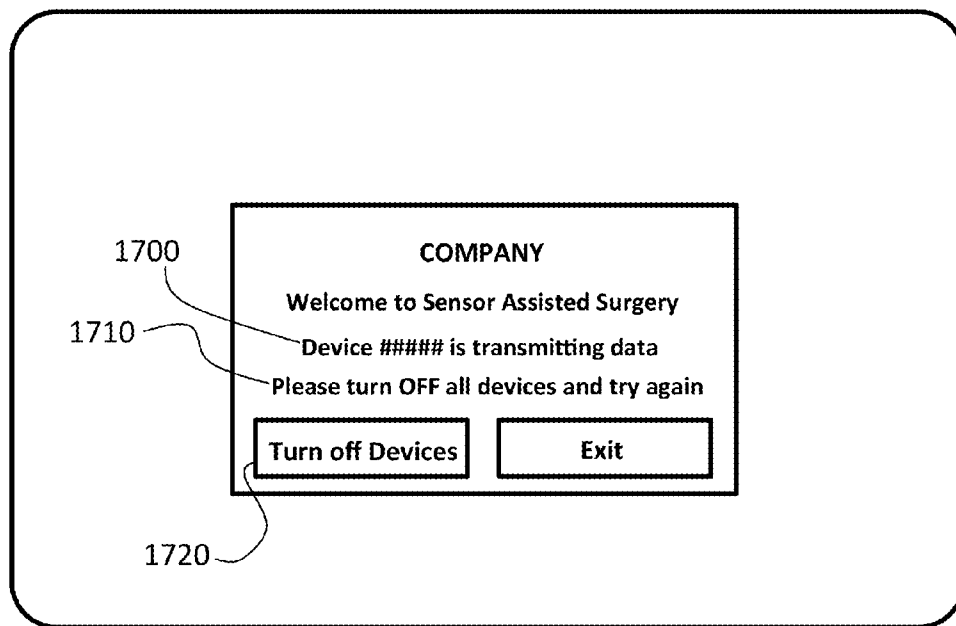 COMPANY
1700
Welcome to Sensor Assisted Surgery
1710
Device ##### is transmitting data
Please turn OFF all devices and try again
Turn off Devices
Exit
1720